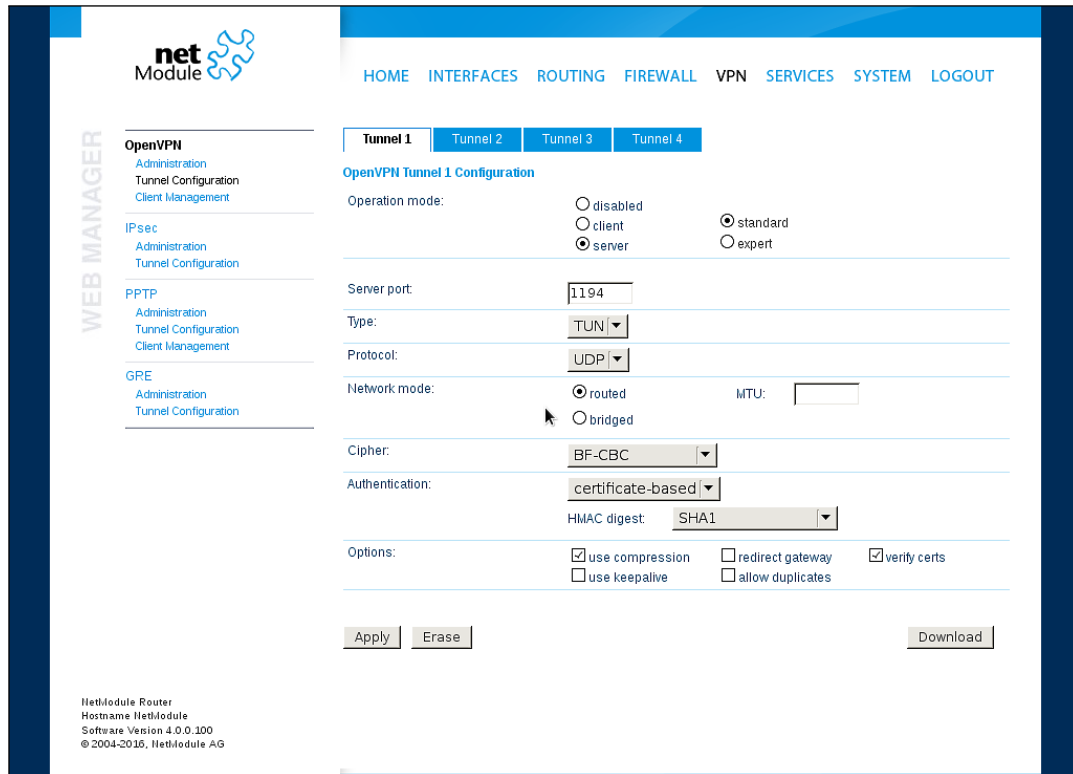 net
Module
HOME INTERFACES ROUTING FIREWALL VPN SERVICES SYSTEM LOGOUT
WEB MANAGER
OpenVPN
Administration
Tunnel Configuration
Client Management
IPsec
Administration
Tunnel Configuration
PPTP
Administration
Tunnel Configuration
Client Management
GRE
Administration
Tunnel Configuration
Tunnel 1 Tunnel 2 Tunnel 3 Tunnel 4
OpenVPN Tunnel 1 Configuration
Operation mode:
disabled
client
server
standard
expert
Server port: 1194
Type: TUN
Protocol: UDP
Network mode: routed MTU:
bridged
Cipher: BF-CBC
Authentication: certificate-based
HMAC digest: SHA1
Options: use compression redirect gateway verify certs
use keepalive allow duplicates
Apply Erase Download
NetModule Router
Hostname NetModule
Software Version 4.0.0.100
© 2004-2016, NetModule AG